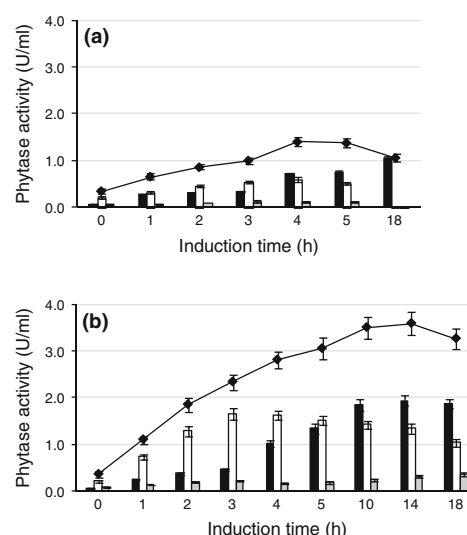 (a)
Phytase activity (U/ml)
4.0
3.0
2.0
1.0
0.0
0 1 2 3 4 5 18
Induction time (h)
(b)
Phytase activity (U/ml)
4.0
3.0
2.0
1.0
0.0
0 1 2 3 4 5 10 14 18
Induction time (h)